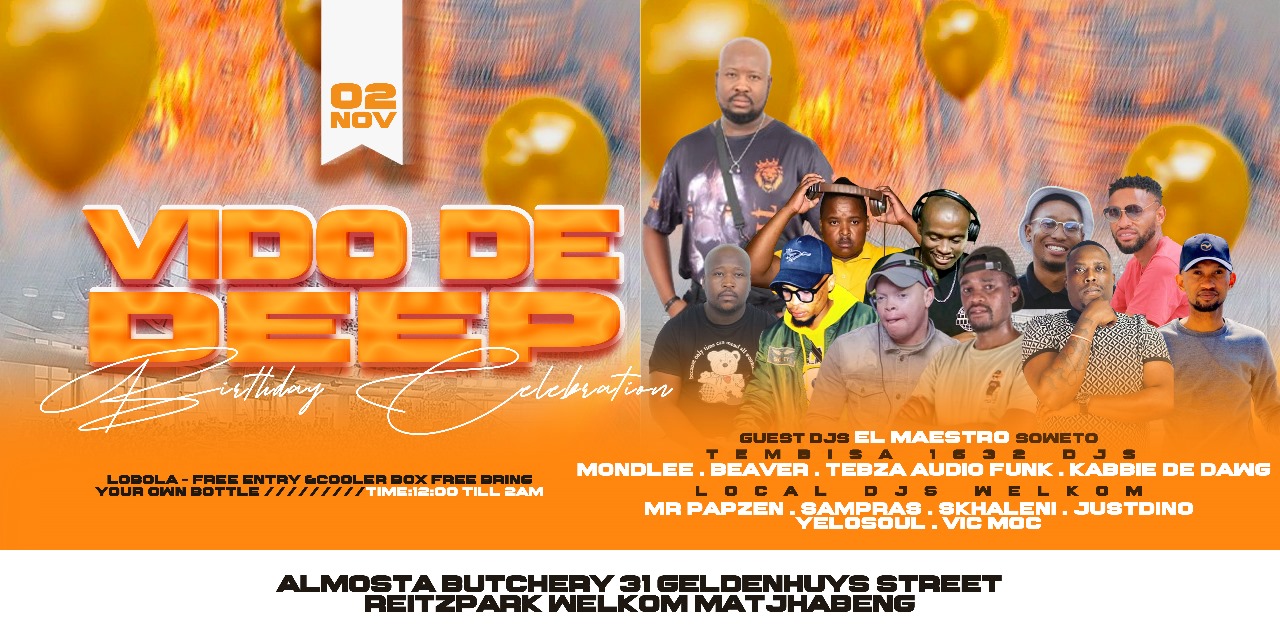 02
NOV
VIDO DE
DEEP
Birthday Celebration
LOBOLA - FREE ENTRY &COOLER BOX FREE BRING
YOUR OWN BOTTLE /////////TIME:12:00 TILL 2AM
GUEST DJS EL MAESTRO SOWETO
TEMBISA 1632 DJS
MONDLEE . BEAVER . TEBZA AUDIO FUNK . KABBIE DE DAWG
LOCAL DJS WELKOM
MR PAPZEN . SAMPRAS . SKHALENI . JUSTDINO
YELOSOUL . VIC MOC
ALMOSTA BUTCHERY 31 GELDENHUYS STREET
REITZPARK WELKOM MATJHABENG